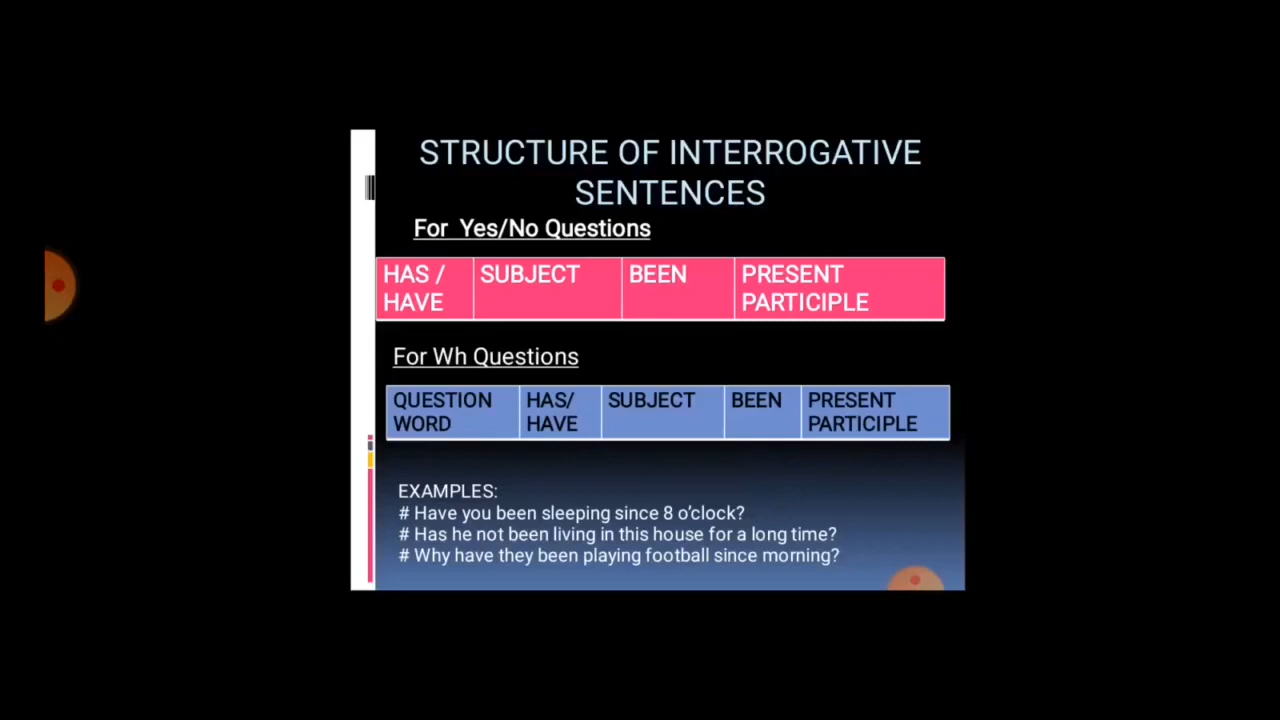 STRUCTURE OF INTERROGATIVE
SENTENCES
For Yes/No Questions
HAS / HAVE SUBJECT BEEN PRESENT PARTICIPLE
For Wh Questions
QUESTION WORD HAS/ HAVE SUBJECT BEEN PRESENT PARTICIPLE
EXAMPLES:
# Have you been sleeping since 8 o’clock?
# Has he not been living in this house for a long time?
# Why have they been playing football since morning?